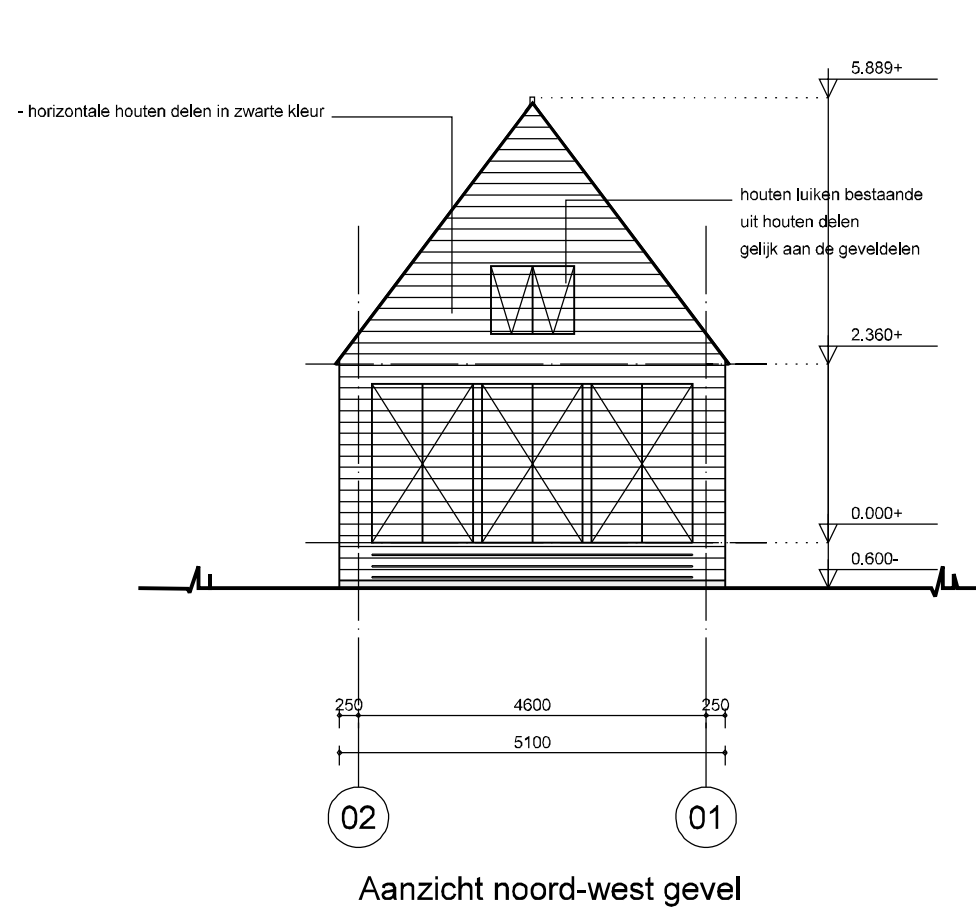 5.889+
- horizontale houten delen in zwarte kleur
houten luiken bestaande
uit houten delen
gelijk aan de geveldelen
2.360+
0.000+
0.600-
250 4600 250
5100
02 01
Aanzicht noord-west gevel